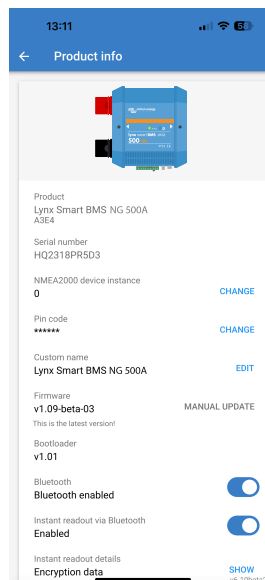 13:11
Product info
500
Product
Lynx Smart BMS NG 500A
A3E4
Serial number
HQ2318PR5D3
NMEA2000 device instance
0
CHANGE
Pin code
******
CHANGE
Custom name
Lynx Smart BMS NG 500A
EDIT
Firmware
v1.09-beta-03
MANUAL UPDATE
This is the latest version!
Bootloader
v1.01
Bluetooth
Bluetooth enabled
Instant readout via Bluetooth
Enabled
Instant readout details
Encryption data
SHOW